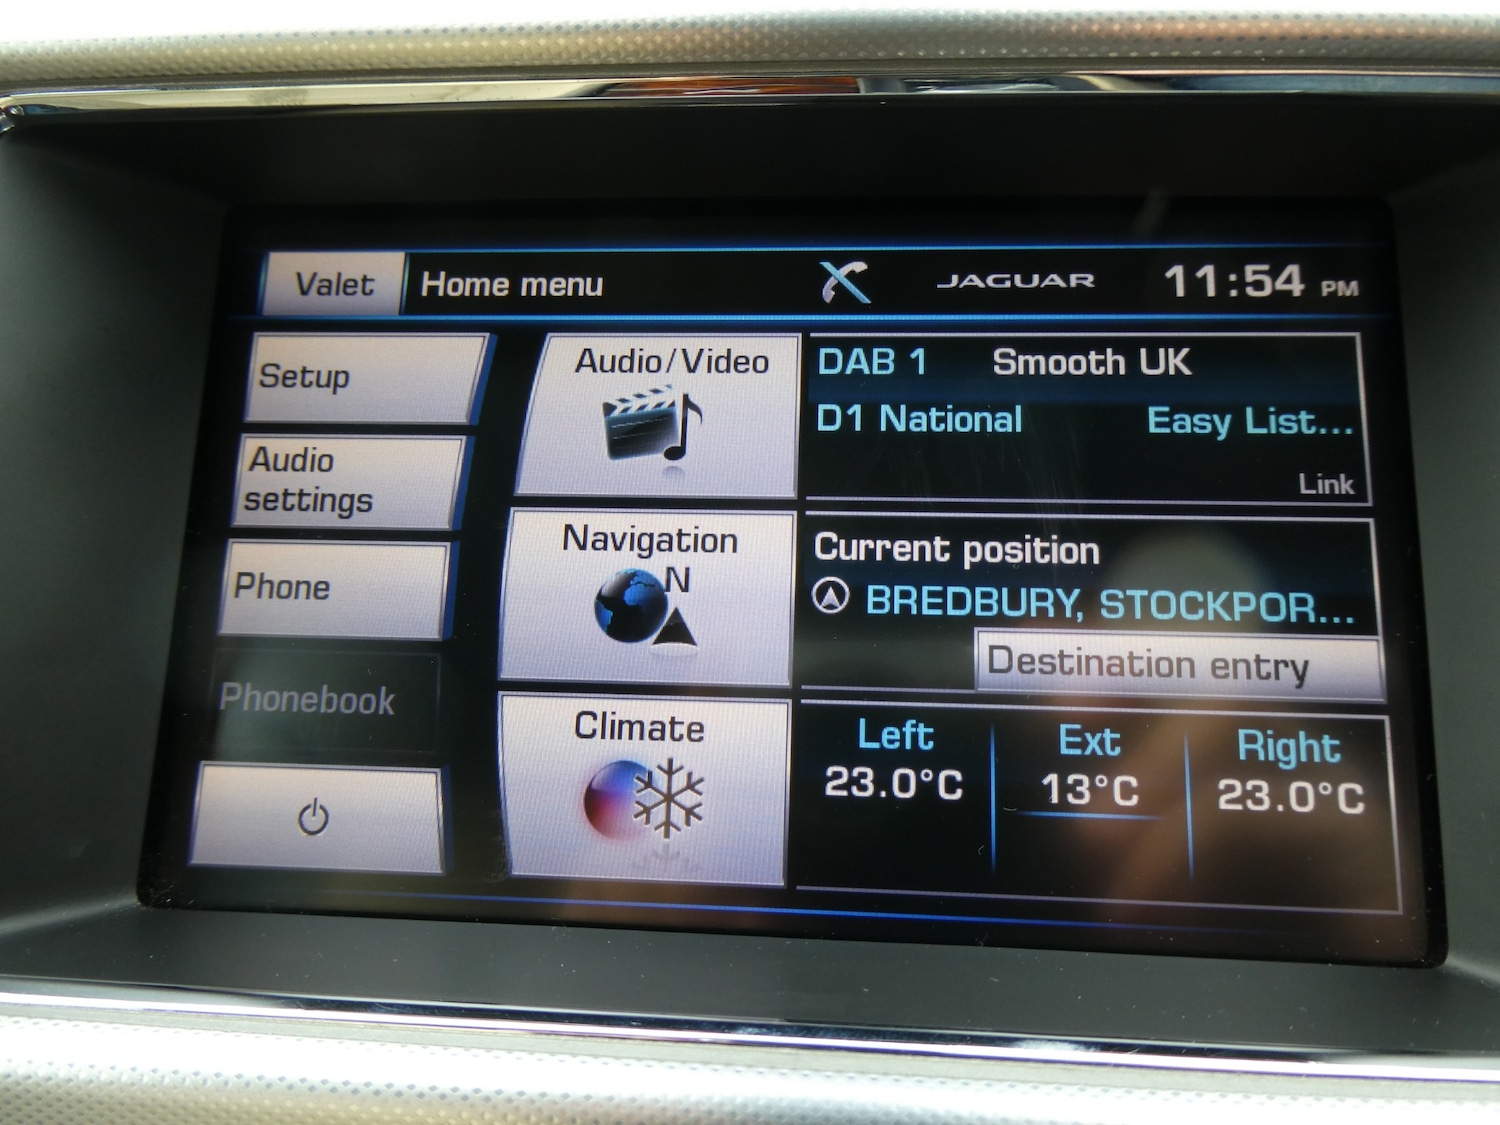 Valet
Home menu
JAGUAR
11:54 PM
Setup
Audio
settings
Phone
Phonebook
Audio/Video
Navigation
N
Climate
DAB 1 Smooth UK
D1 National Easy List...
Link
Current position
BREDBURY, STOCKPOR...
Destination entry
Left Ext Right
23.0°C 13°C 23.0°C